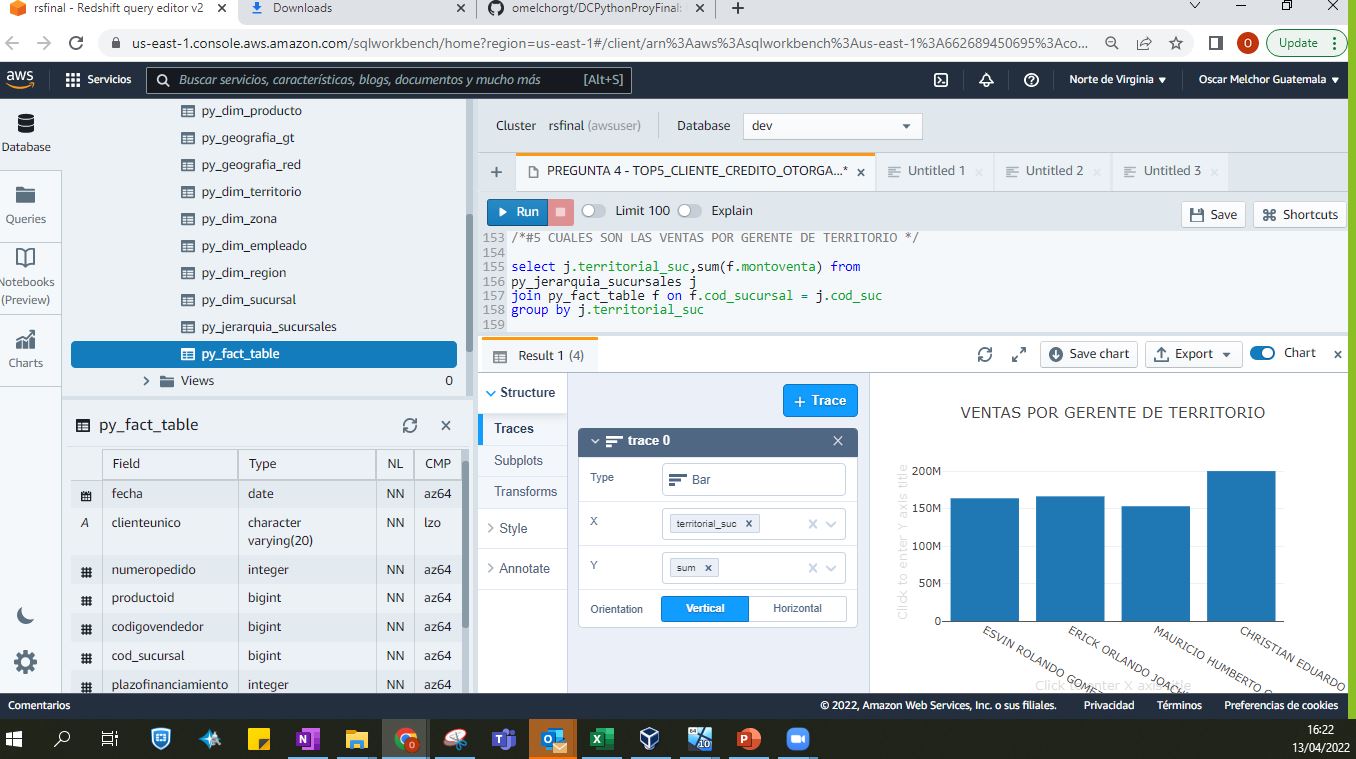 rsfinal - Redshift query editor v2
Downloads
omelchorgt/DCPythonProyFinal:
us-east-1.console.aws.amazon.com/sqlworkbench/home?region=us-east-1#/client/arn%3Aaws%3Asqlworkbench%3Aus-east-1%3A662689450695%3Aco...
O
Update
aws
Servicios
Buscar servicios, características, blogs, documentos y mucho más
[Alt+S]
Norte de Virginia
Oscar Melchor Guatemala
Database
Queries
Notebooks
(Preview)
Charts
py_dim_producto
py_geografia_gt
py_geografia_red
py_dim_territorio
py_dim_zona
py_dim_empleado
py_dim_region
py_dim_sucursal
py_jerarquia_sucursales
py_fact_table
Views 0
py_fact_table
Field Type NL CMP
fecha date NN az64
A clienteunico character varying(20) NN lzo
numeropedido integer NN az64
productoid bigint NN az64
codigovendedor bigint NN az64
cod_sucursal bigint NN az64
plazofinanciamiento integer NN az64
Cluster rsfinal (awsuser) Database dev
PREGUNTA 4 - TOP5_CLIENTE_CREDITO_OTORGA...*
Untitled 1
Untitled 2
Untitled 3
Run
Limit 100
Explain
Save
Shortcuts
153 /*#5 CUALES SON LAS VENTAS POR GERENTE DE TERRITORIO */
154
155 select j.territorial_suc,sum(f.montoventa) from
156 py_jerarquia_sucursales j
157 join py_fact_table f on f.cod_sucursal = j.cod_suc
158 group by j.territorial_suc
159
Result 1 (4)
Save chart
Export
Chart
Structure
Traces
Subplots
Transforms
Style
Annotate
+ Trace
trace 0
Type Bar
X territorial_suc
Y sum
Orientation Vertical Horizontal
VENTAS POR GERENTE DE TERRITORIO
Click to enter Y axis title
200M
150M
100M
50M
0
ESVIN ROLANDO
ERICK ORLANDO
MAURICIO HUMBERTO
CHRISTIAN EDUARDO
Click to enter X axis title
Comentarios
© 2022, Amazon Web Services, Inc. o sus filiales.
Privacidad
Términos
Preferencias de cookies
16:22
13/04/2022